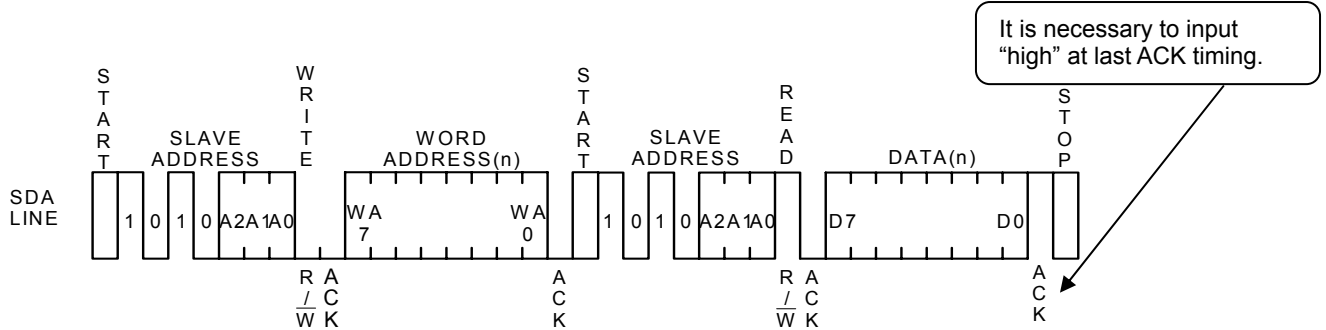 It is necessary to input
“high” at last ACK timing.
START
SLAVE
ADDRESS
WRITE
WORD
ADDRESS(n)
START
SLAVE
ADDRESS
READ
DATA(n)
STOP
SDA
LINE
1 0 1 0 A2 A1 A0
WA
7
WA
0
1 0 1 0 A2 A1 A0
D7
D0
R/W
ACK
ACK
R/W
ACK
ACK